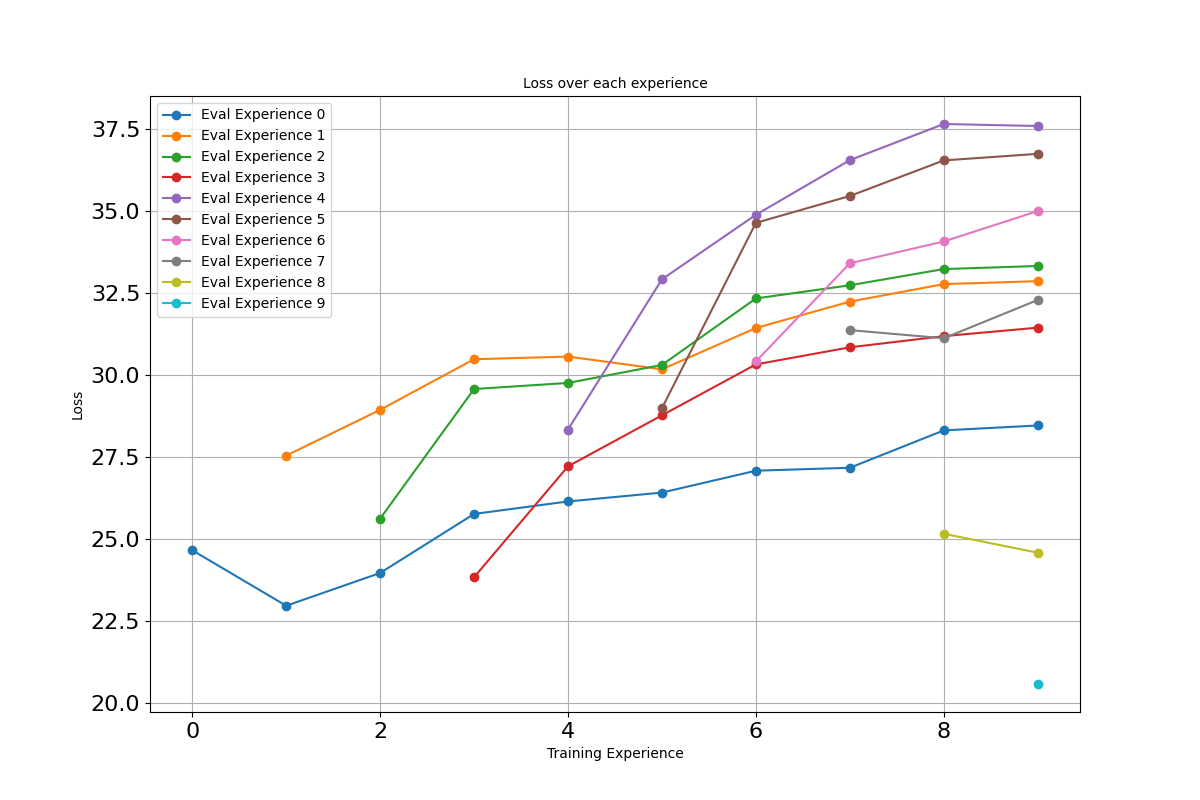 Loss over each experience
Eval Experience 0
Eval Experience 1
Eval Experience 2
Eval Experience 3
Eval Experience 4
Eval Experience 5
Eval Experience 6
Eval Experience 7
Eval Experience 8
Eval Experience 9
37.5
35.0
32.5
30.0
27.5
25.0
22.5
20.0
Loss
0 2 4 6 8
Training Experience